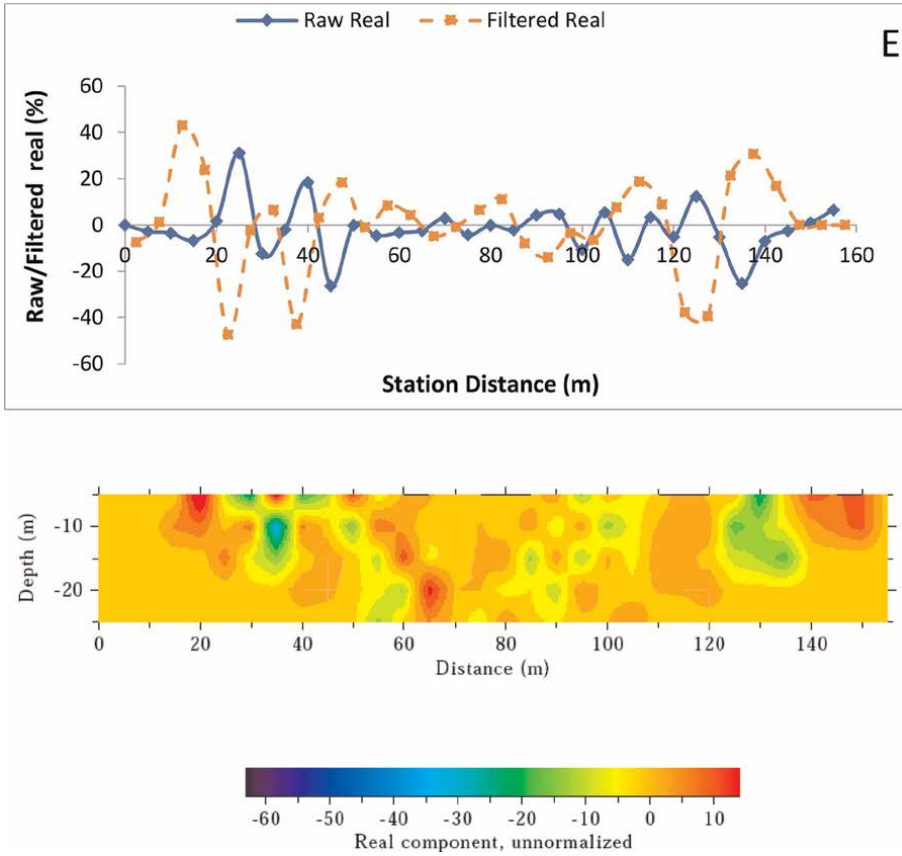 Raw Real Filtered Real
E
Raw/Filtered real (%)
60
40
20
0
-20
-40
-60
0 20 40 60 80 100 120 140 160
Station Distance (m)
Depth (m)
-10
-20
0 20 40 60 80 100 120 140
Distance (m)
-60 -50 -40 -30 -20 -10 0 10
Real component, unnormalized